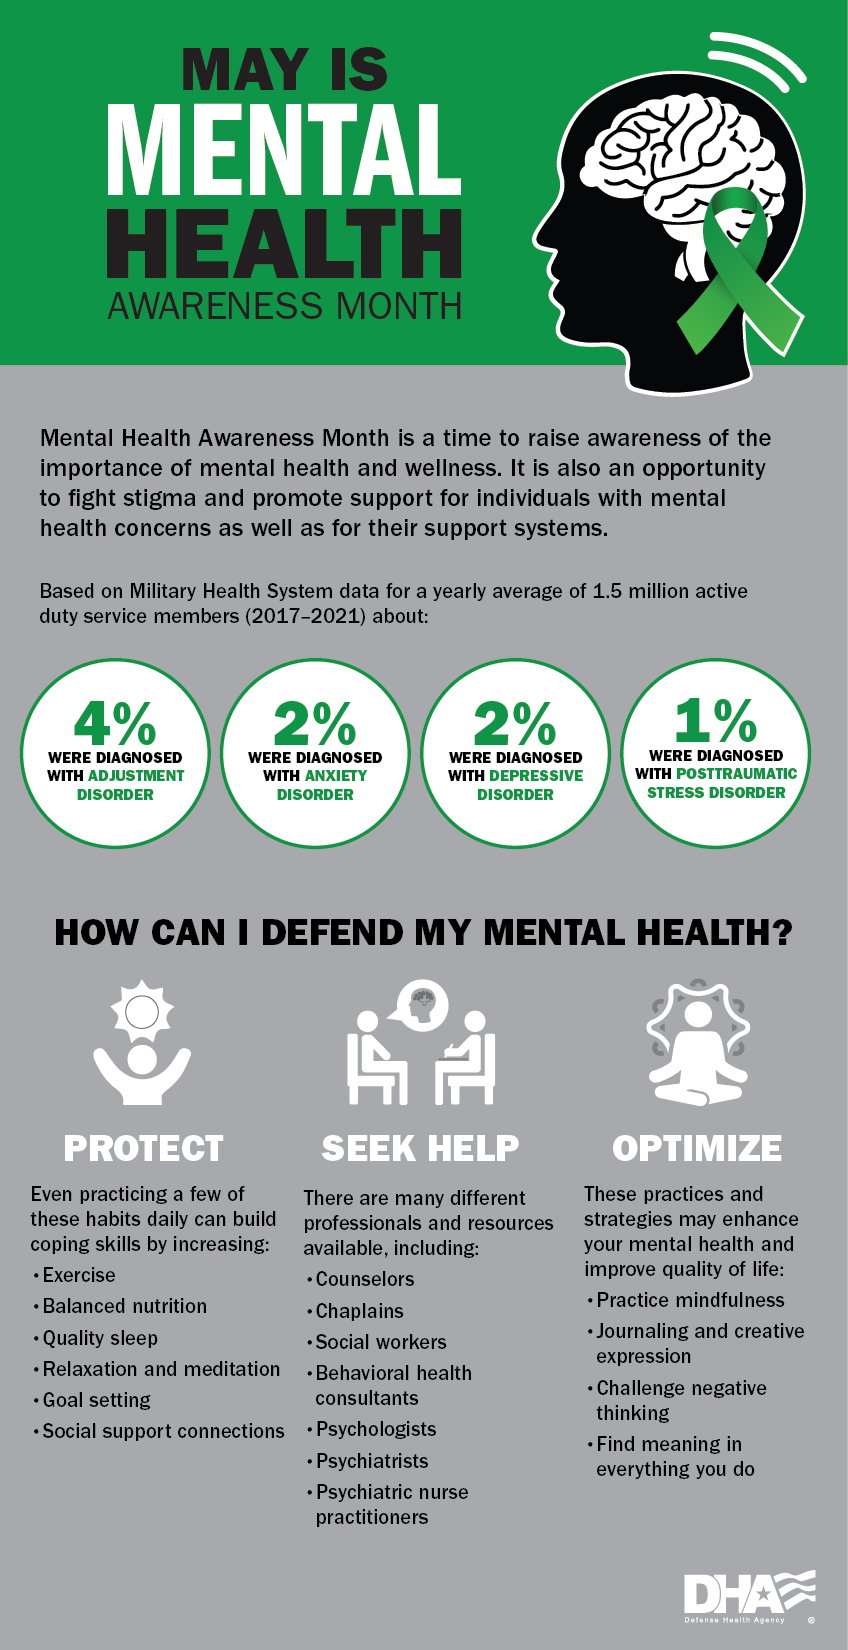 MAY IS
MENTAL
HEALTH
AWARENESS MONTH
Mental Health Awareness Month is a time to raise awareness of the
importance of mental health and wellness. It is also an opportunity
to fight stigma and promote support for individuals with mental
health concerns as well as for their support systems.
Based on Military Health System data for a yearly average of 1.5 million active
duty service members (2017–2021) about:
4%
WERE DIAGNOSED
WITH ADJUSTMENT
DISORDER
2%
WERE DIAGNOSED
WITH ANXIETY
DISORDER
2%
WERE DIAGNOSED
WITH DEPRESSIVE
DISORDER
1%
WERE DIAGNOSED
WITH POSTTRAUMATIC
STRESS DISORDER
HOW CAN I DEFEND MY MENTAL HEALTH?
PROTECT
Even practicing a few of
these habits daily can build
coping skills by increasing:
• Exercise
• Balanced nutrition
• Quality sleep
• Relaxation and meditation
• Goal setting
• Social support connections
SEEK HELP
There are many different
professionals and resources
available, including:
• Counselors
• Chaplains
• Social workers
• Behavioral health
consultants
• Psychologists
• Psychiatrists
• Psychiatric nurse
practitioners
OPTIMIZE
These practices and
strategies may enhance
your mental health and
improve quality of life:
• Practice mindfulness
• Journaling and creative
expression
• Challenge negative
thinking
• Find meaning in
everything you do
DHA
Defense Health Agency ®